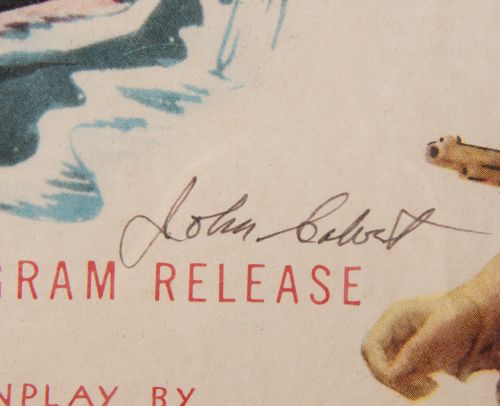 John Calvert
GRAM RELEASE
NPLAY BY